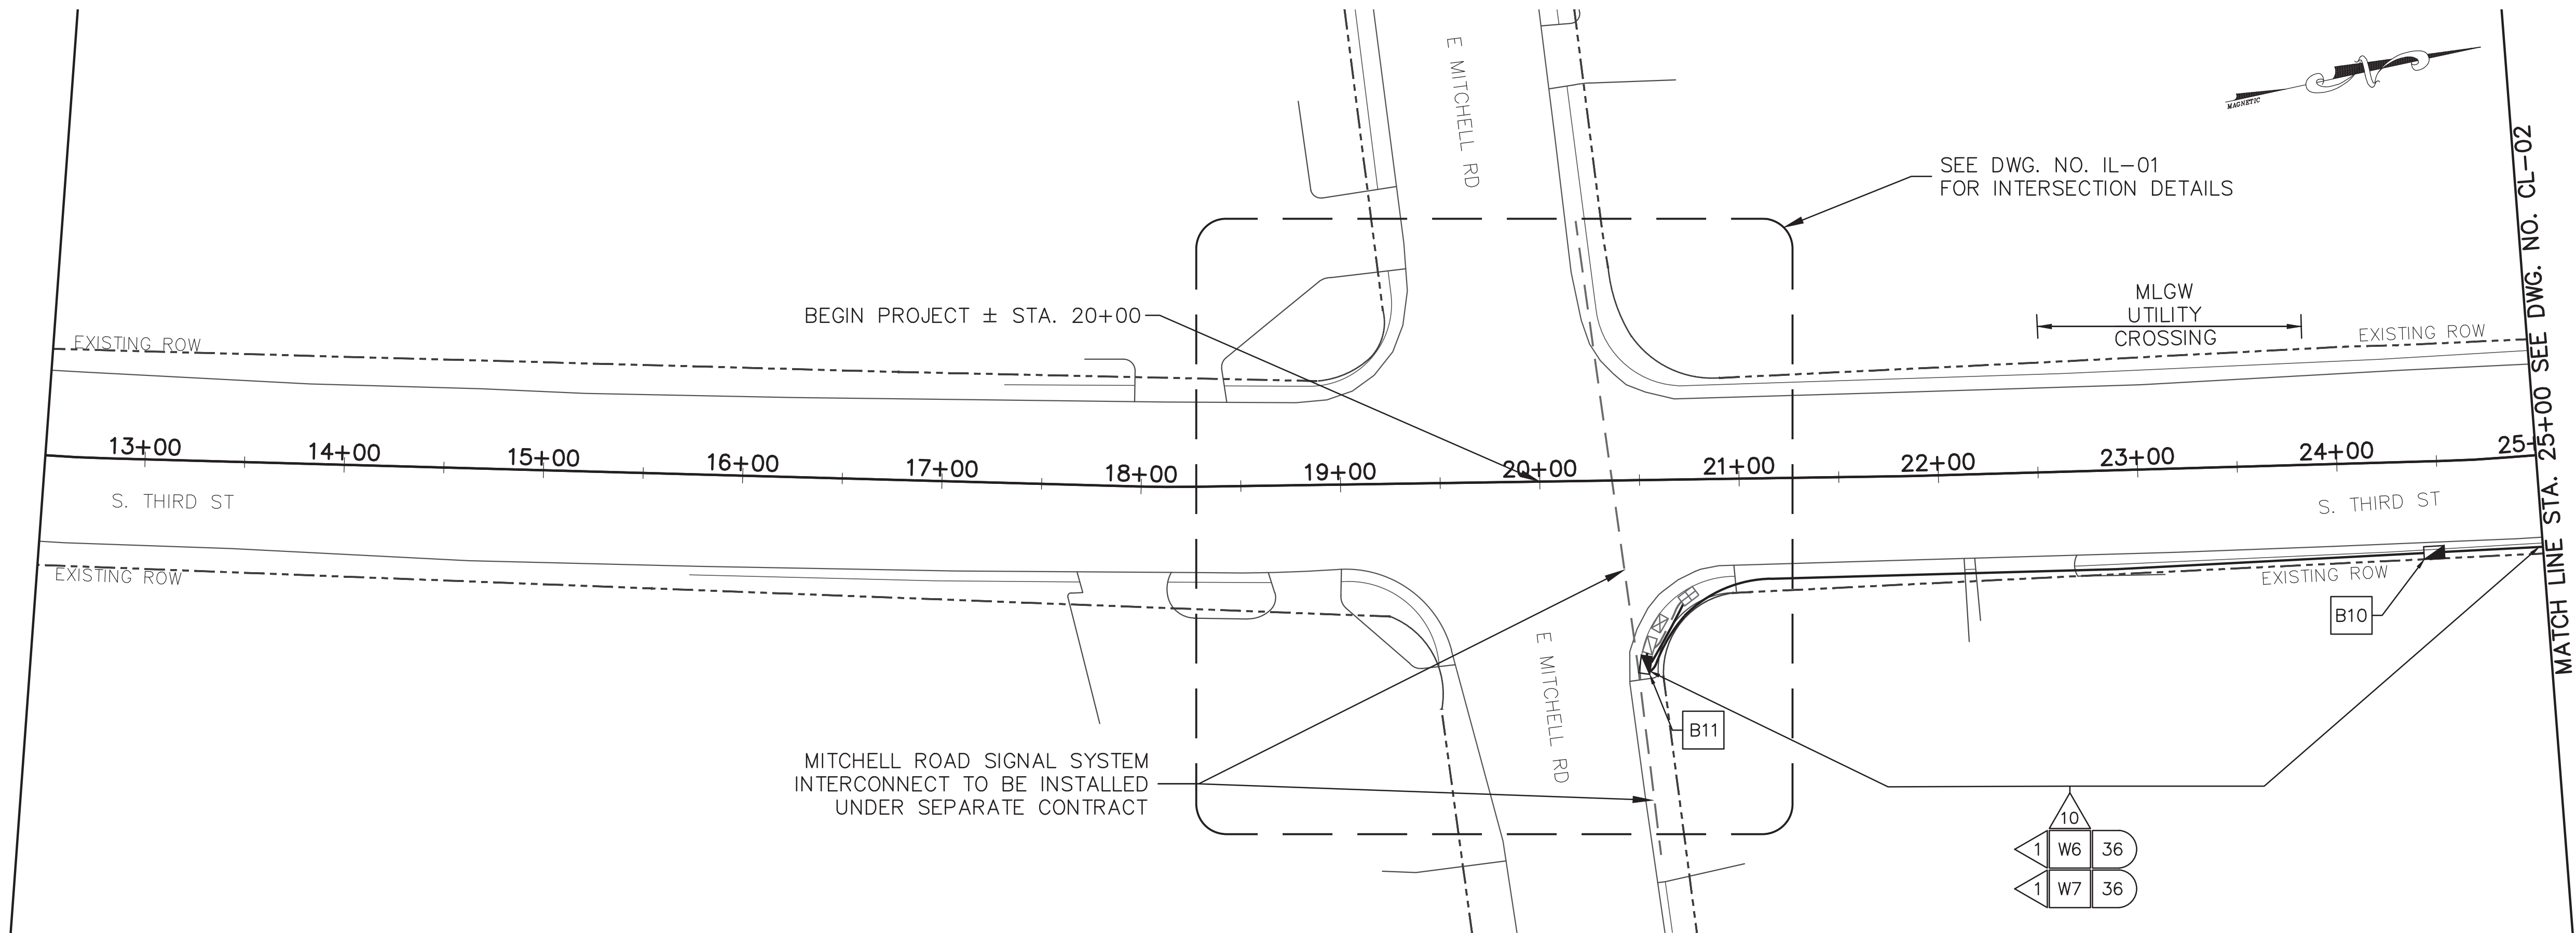 E MITCHELL RD
MAGNETIC
SEE DWG. NO. IL-01
FOR INTERSECTION DETAILS
BEGIN PROJECT ± STA. 20+00
MLGW
UTILITY
CROSSING
EXISTING ROW
EXISTING ROW
13+00
14+00
15+00
16+00
17+00
18+00
19+00
20+00
21+00
22+00
23+00
24+00
25+
S. THIRD ST
S. THIRD ST
EXISTING ROW
EXISTING ROW
MATCH LINE STA. 25+00 SEE DWG. NO. CL-02
B10
E MITCHELL RD
B11
MITCHELL ROAD SIGNAL SYSTEM
INTERCONNECT TO BE INSTALLED
UNDER SEPARATE CONTRACT
10
1 W6 36
1 W7 36